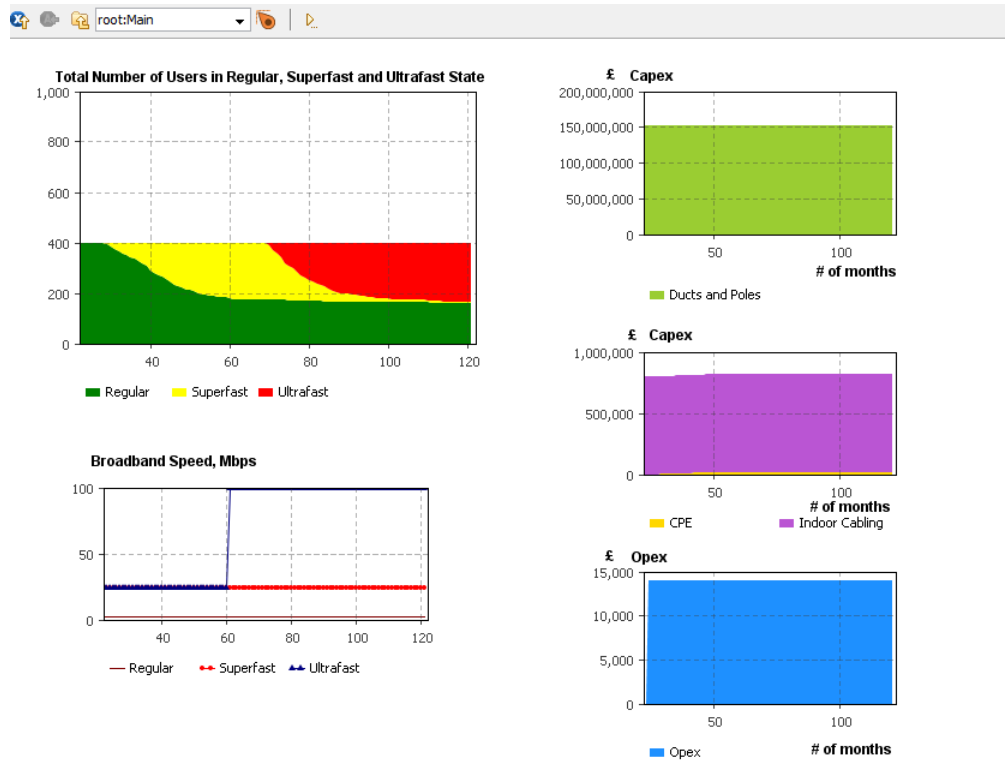 root:Main
Total Number of Users in Regular, Superfast and Ultrafast State
1,000
800
600
400
200
0
40 60 80 100 120
Regular Superfast Ultrafast
Broadband Speed, Mbps
100
50
0
40 60 80 100 120
Regular Superfast Ultrafast
£ Capex
200,000,000
150,000,000
100,000,000
50,000,000
0
50 100
# of months
Ducts and Poles
£ Capex
1,000,000
500,000
0
50 100
# of months
CPE Indoor Cabling
£ Opex
15,000
10,000
5,000
0
50 100
Opex # of months